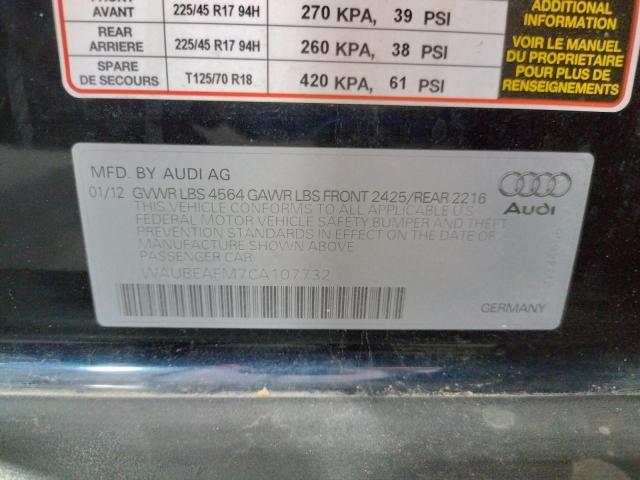 FRONT
AVANT 225/45 R17 94H 270 KPA, 39 PSI
REAR
ARRIERE 225/45 R17 94H 260 KPA, 38 PSI
SPARE
DE SECOURS T125/70 R18 420 KPA, 61 PSI
ADDITIONAL
INFORMATION
VOIR LE MANUEL
DU PROPRIETAIRE
POUR PLUS DE
RENSEIGNEMENTS
MFD. BY AUDI AG
01/12 GVWR LBS 4564 GAWR LBS FRONT 2425/REAR 2216
THIS VEHICLE CONFORMS TO ALL APPLICABLE U.S.
FEDERAL MOTOR VEHICLE SAFETY BUMPER AND THEFT
PREVENTION STANDARDS IN EFFECT ON THE DATE OF
MANUFACTURE SHOWN ABOVE
PASSENGER CAR
WAUBEAFM7CA107732
Audi
GERMANY